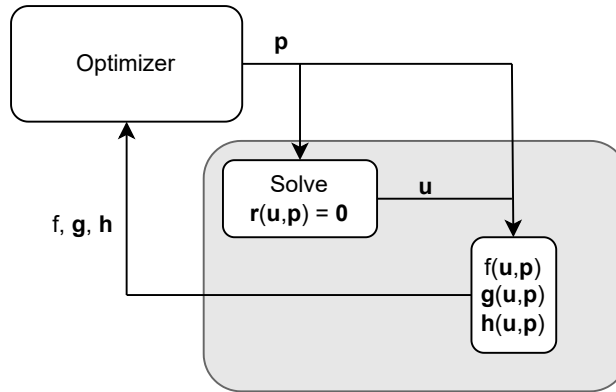 p
Optimizer
Solve
r(u,p) = 0
u
f, g, h
f(u,p)
g(u,p)
h(u,p)